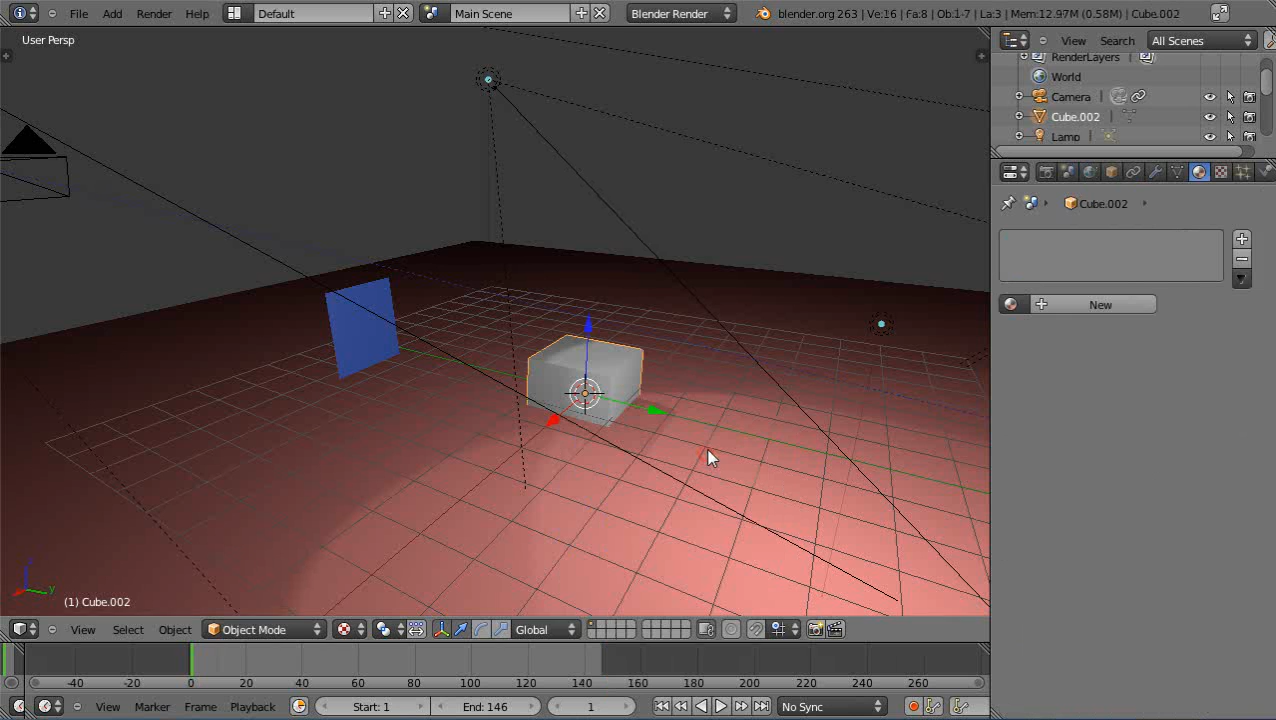 File Add Render Help Default Main Scene Blender Render blender.org 263 | Ve:16 | Fa:8 | Ob:1-7 | La:3 | Mem:12.97M (0.58M) | Cube.002
User Persp
View Search All Scenes
RenderLayers |
World
Camera |
Cube.002 |
Lamp |
Cube.002
New
z
y
(1) Cube.002
View Select Object Object Mode Global
-40 -20 0 20 40 60 80 100 120 140 160 180 200 220 240 260
View Marker Frame Playback Start: 1 End: 146 1 No Sync